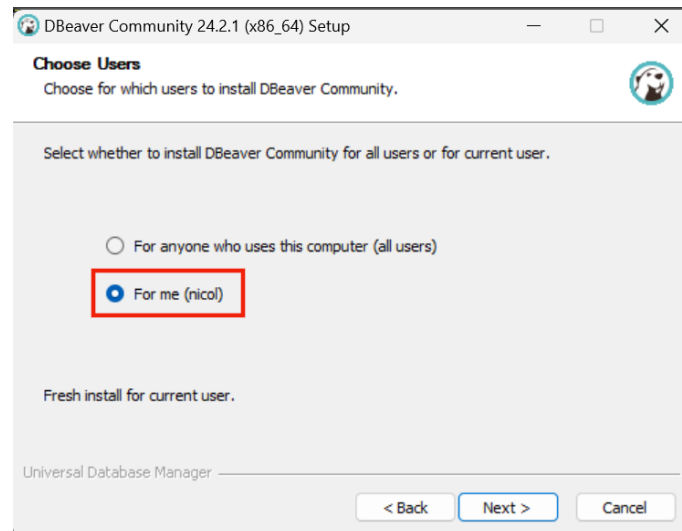 DBeaver Community 24.2.1 (x86_64) Setup
Choose Users
Choose for which users to install DBeaver Community.
Select whether to install DBeaver Community for all users or for current user.
For anyone who uses this computer (all users)
For me (nicol)
Fresh install for current user.
Universal Database Manager
< Back Next > Cancel